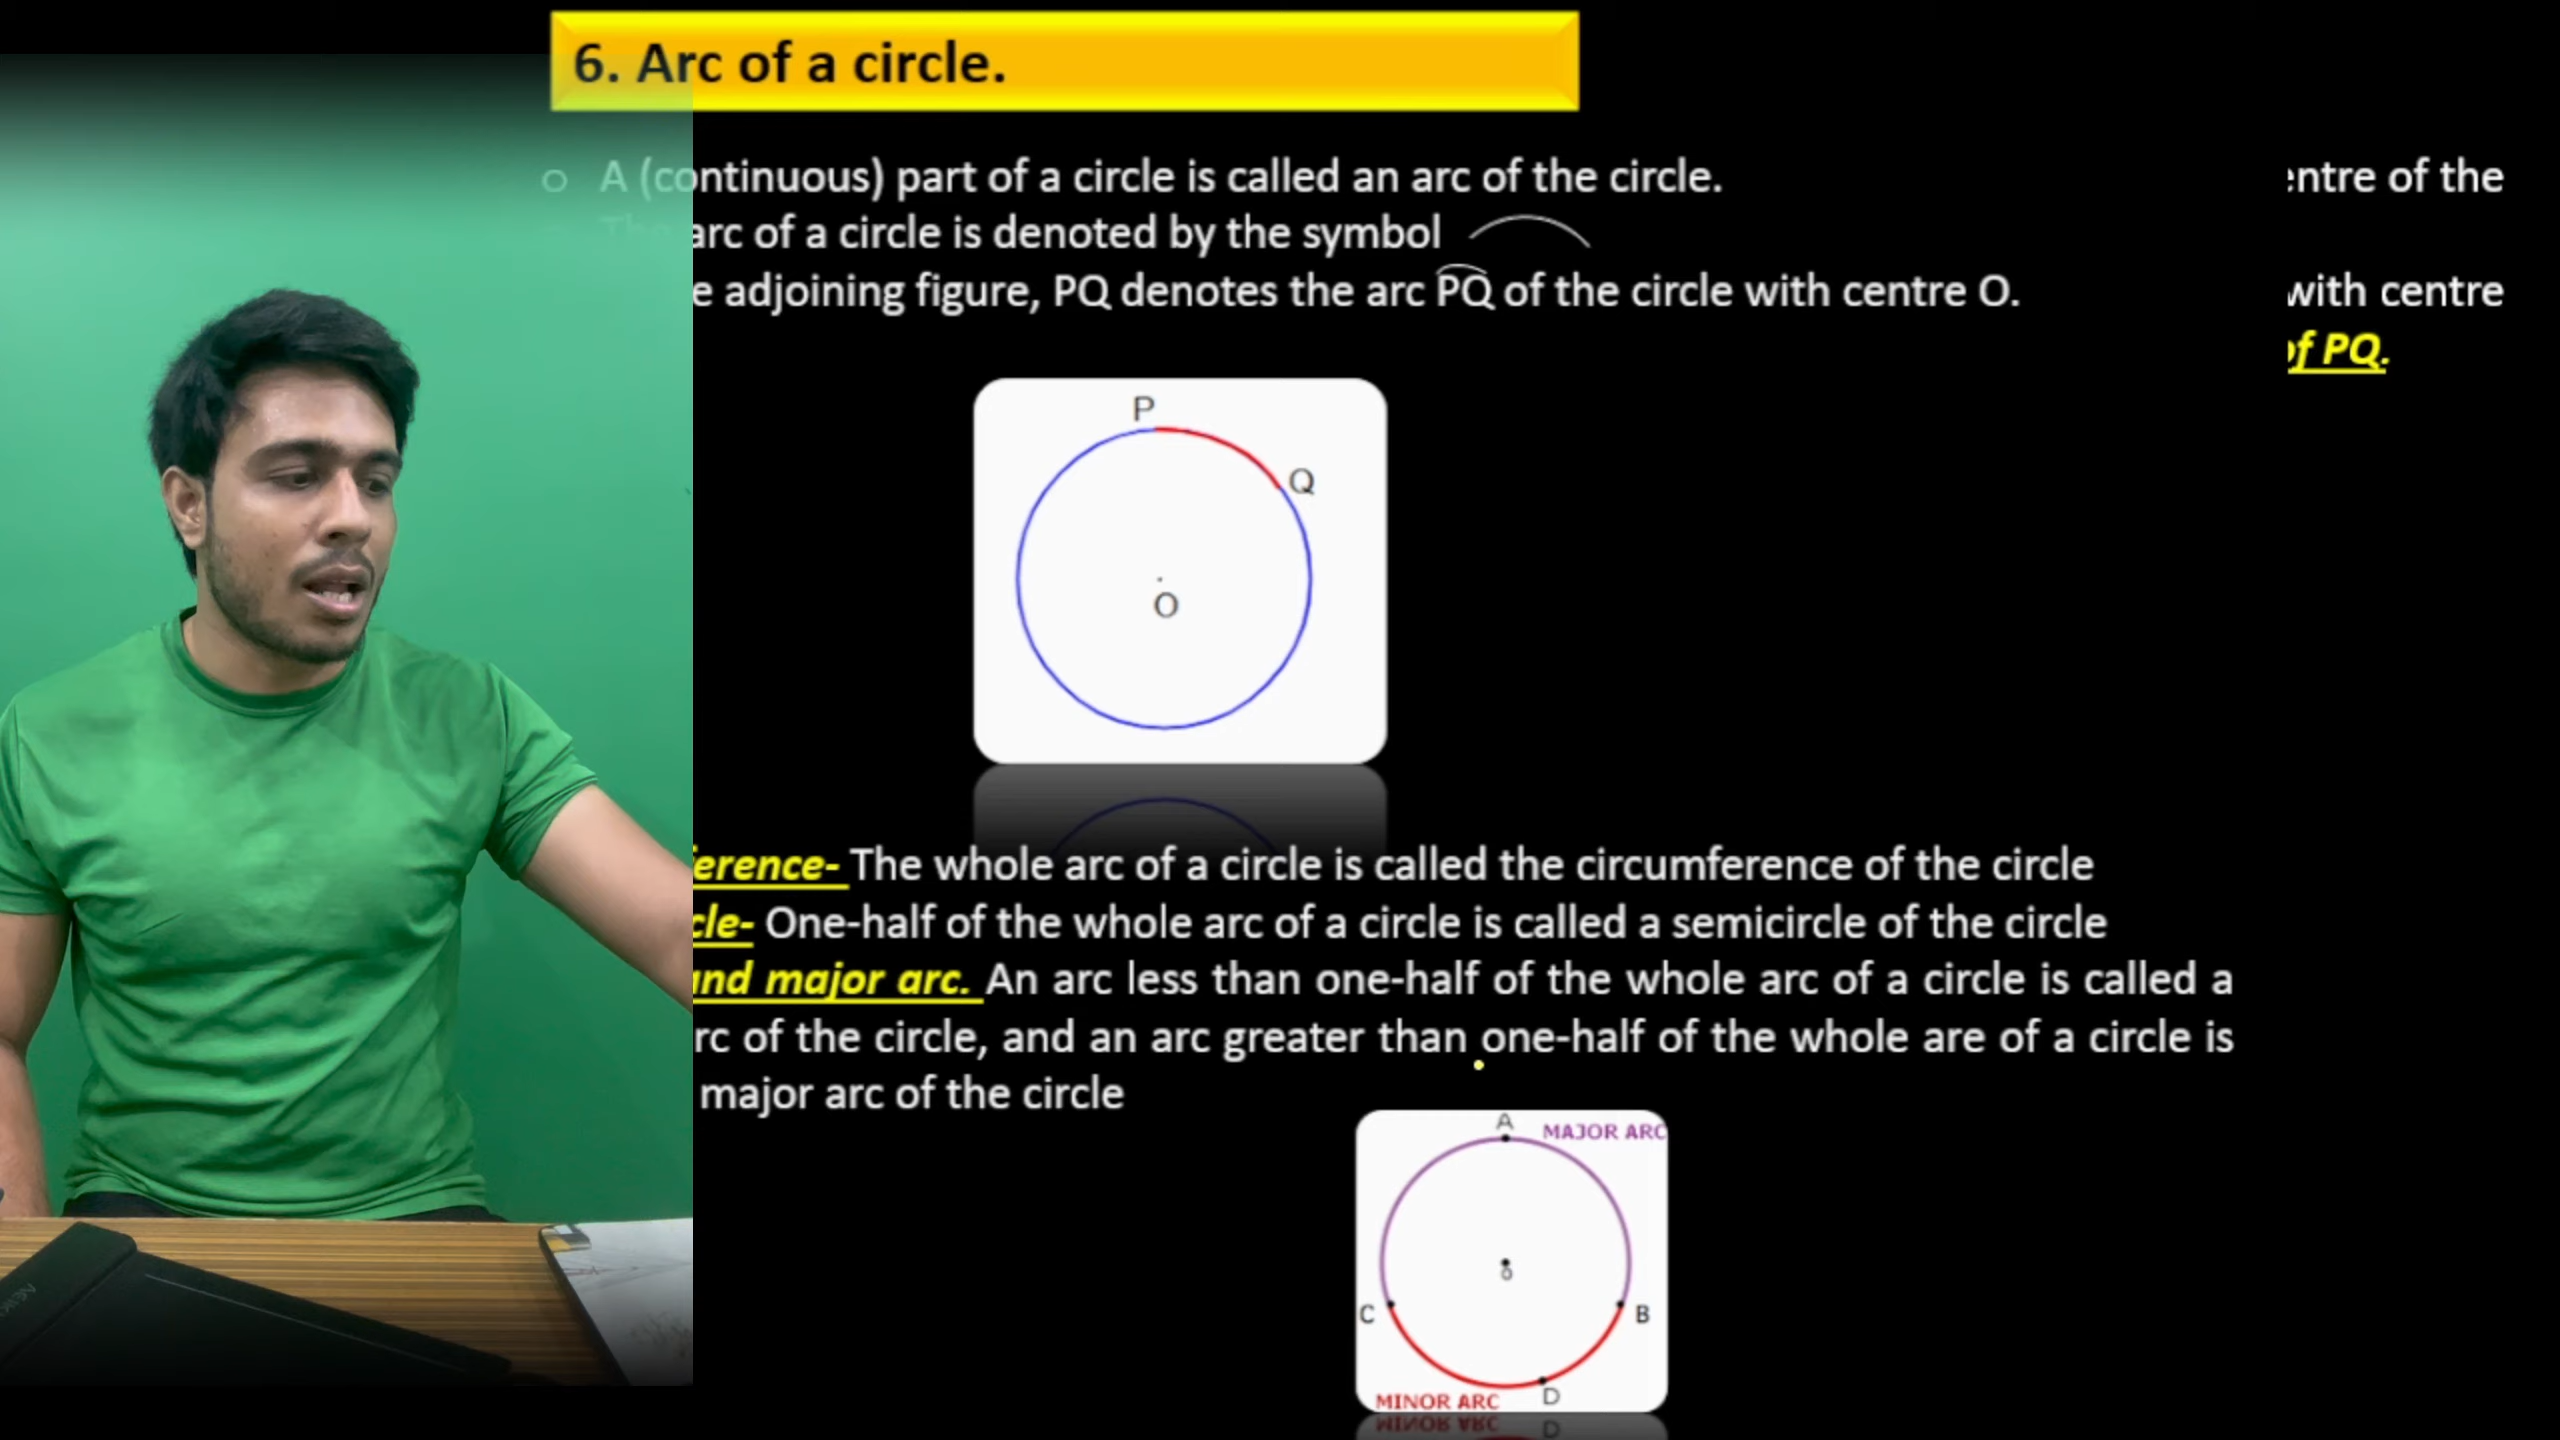 6. Arc of a circle.
o A (continuous) part of a circle is called an arc of the circle.
entre of the
The arc of a circle is denoted by the symbol
e adjoining figure, PQ denotes the arc PQ of the circle with centre O.
with centre
of PQ.
P
Q
O
ference- The whole arc of a circle is called the circumference of the circle
cle- One-half of the whole arc of a circle is called a semicircle of the circle
and major arc. An arc less than one-half of the whole arc of a circle is called a
rc of the circle, and an arc greater than one-half of the whole are of a circle is
major arc of the circle
A
MAJOR ARC
O
C
B
MINOR ARC
D